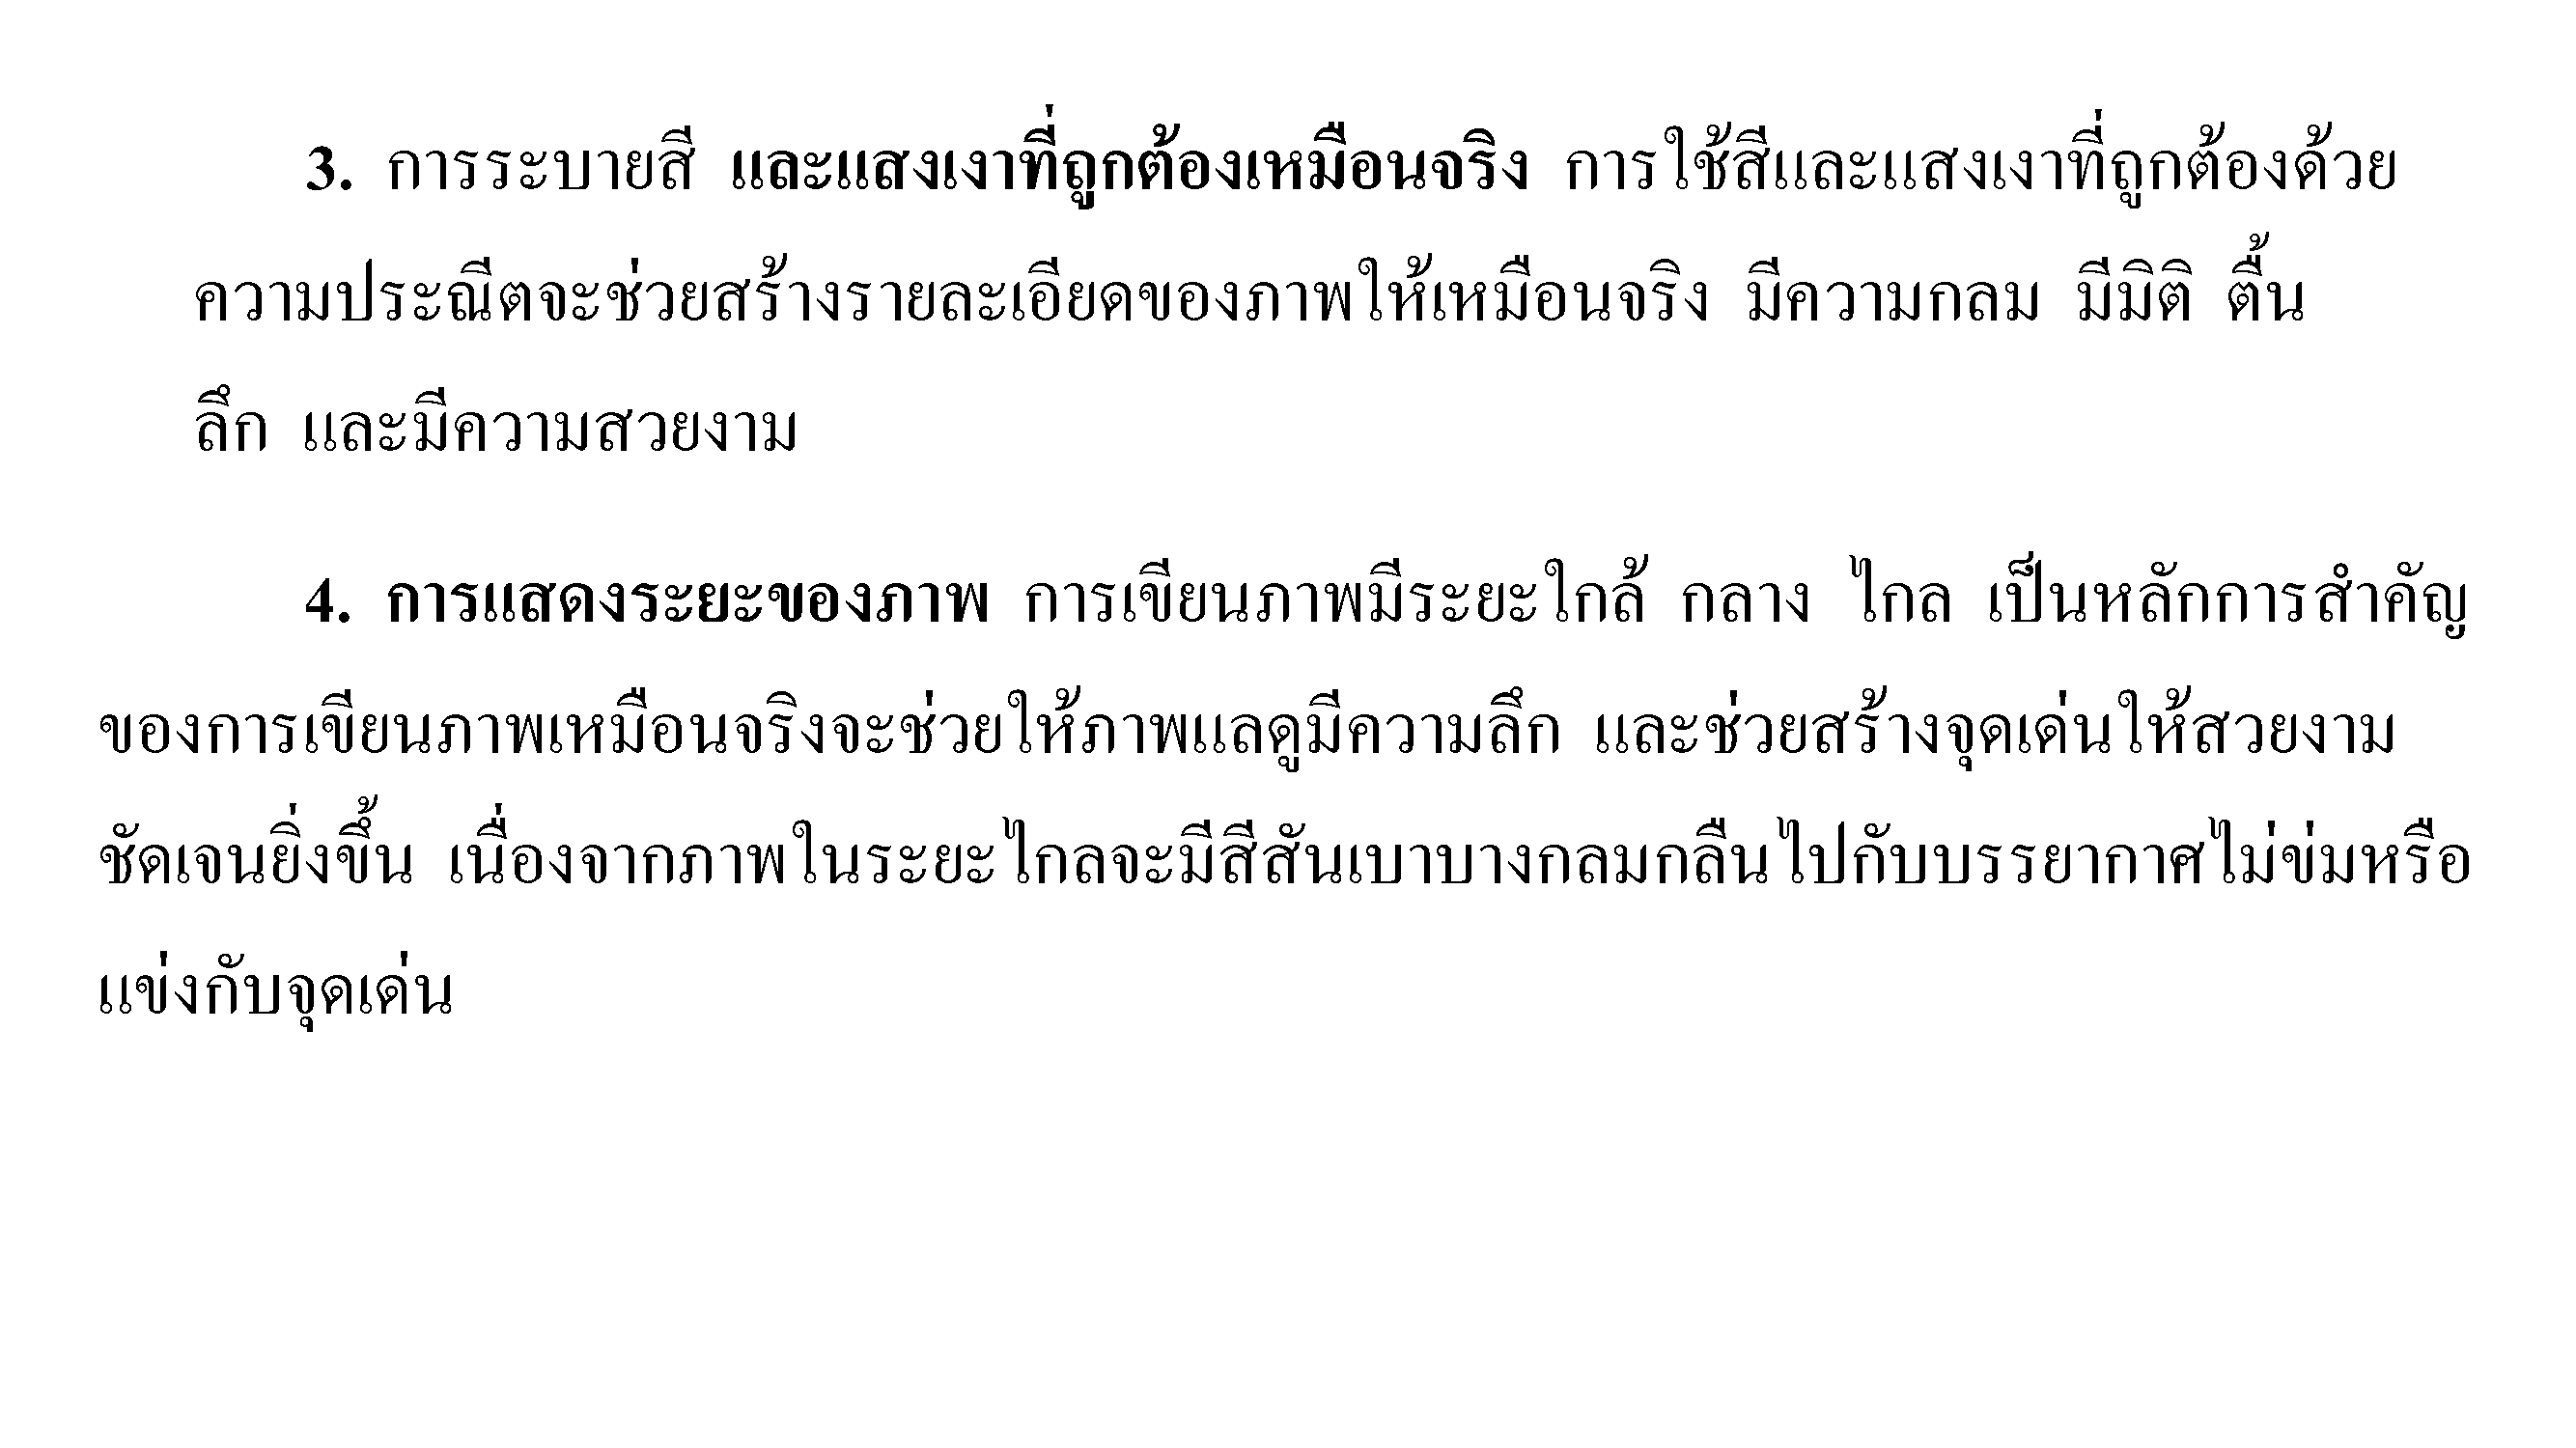 3. การระบายสี และแสงเงาที่ถูกต้องเหมือนจริง การใช้สีและแสงเงาที่ถูกต้องด้วย
ความประณีตจะช่วยสร้างรายละเอียดของภาพให้เหมือนจริง มีความกลม มีมิติ ตื้น
ลึก และมีความสวยงาม
4. การแสดงระยะของภาพ การเขียนภาพมีระยะใกล้ กลาง ไกล เป็นหลักการสำคัญ
ของการเขียนภาพเหมือนจริงจะช่วยให้ภาพแลดูมีความลึก และช่วยสร้างจุดเด่นให้สวยงาม
ชัดเจนยิ่งขึ้น เนื่องจากภาพในระยะไกลจะมีสีสันเบาบางกลมกลืนไปกับบรรยากาศไม่ข่มหรือ
แข่งกับจุดเด่น